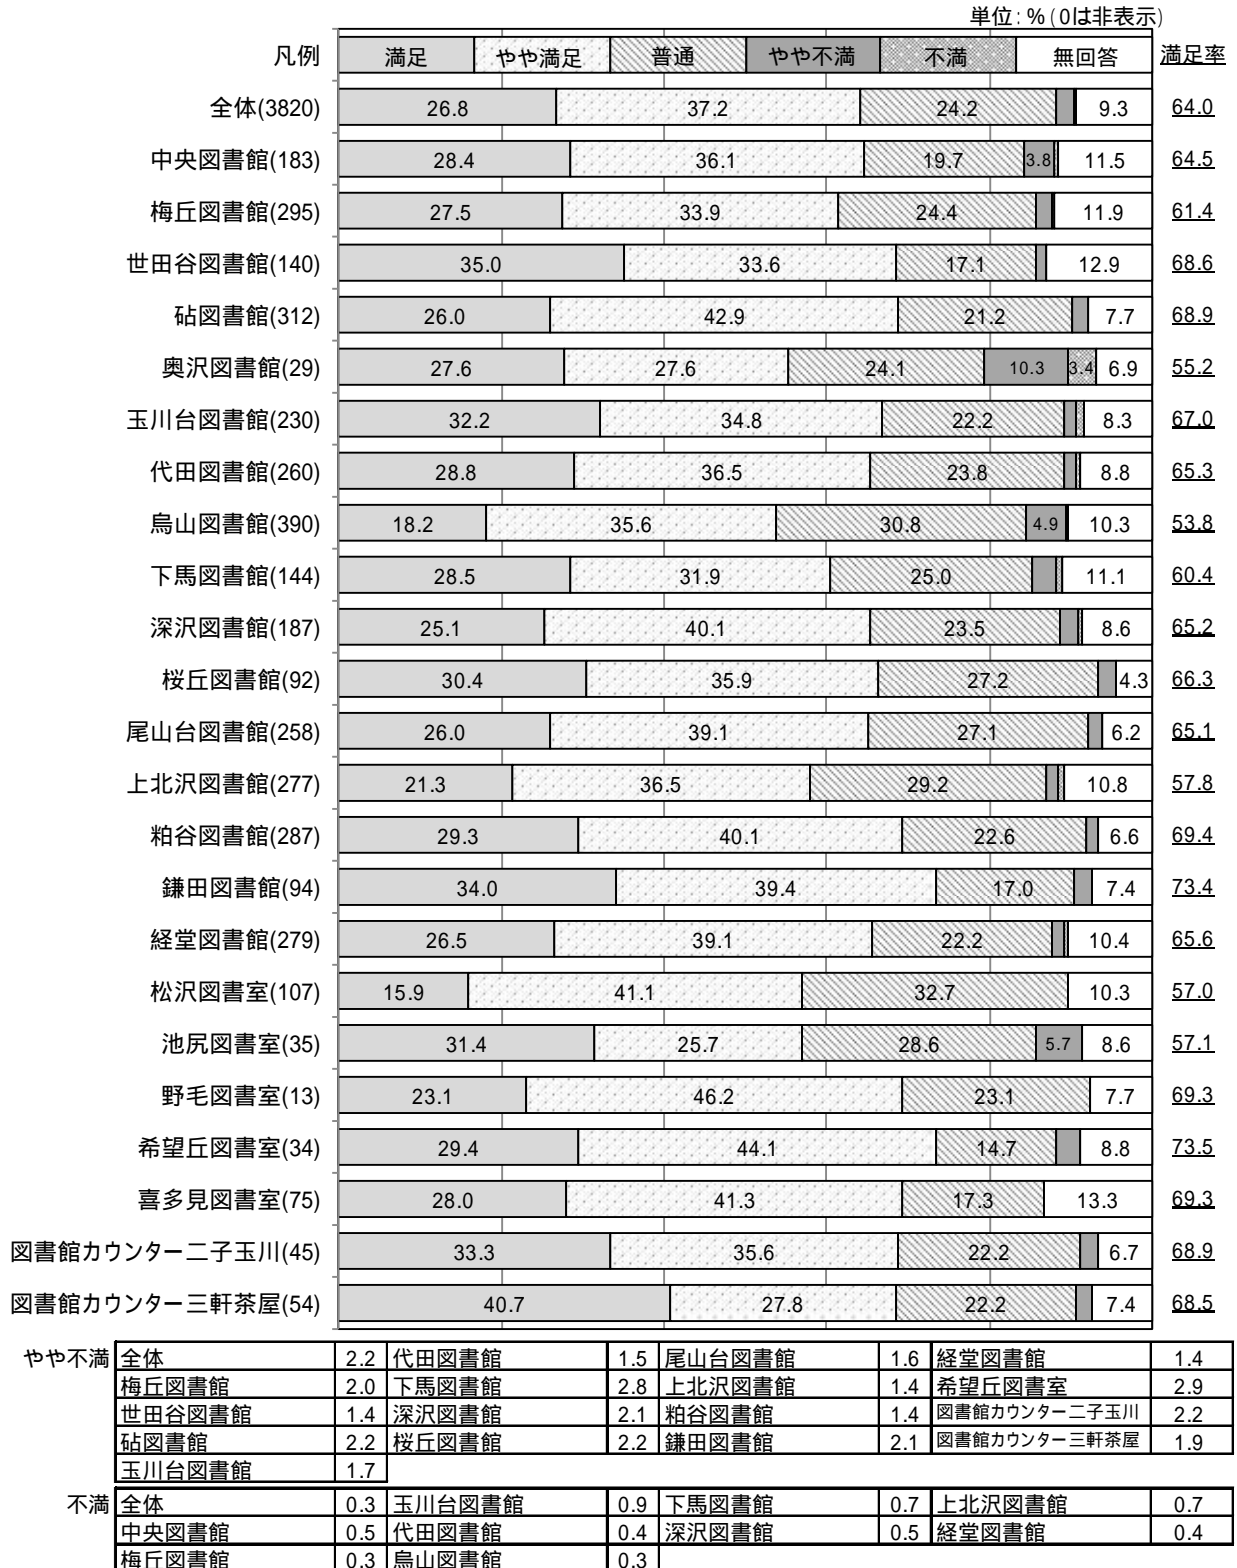 単位：％（０は非表示）
凡例 満足 やや満足 普通 やや不満 不満 無回答 満足率
全体(3820) 26.8 37.2 24.2 9.3 64.0
中央図書館(183) 28.4 36.1 19.7 3.8 11.5 64.5
梅丘図書館(295) 27.5 33.9 24.4 11.9 61.4
世田谷図書館(140) 35.0 33.6 17.1 12.9 68.6
砧図書館(312) 26.0 42.9 21.2 7.7 68.9
奥沢図書館(29) 27.6 27.6 24.1 10.3 3.4 6.9 55.2
玉川台図書館(230) 32.2 34.8 22.2 8.3 67.0
代田図書館(260) 28.8 36.5 23.8 8.8 65.3
烏山図書館(390) 18.2 35.6 30.8 4.9 10.3 53.8
下馬図書館(144) 28.5 31.9 25.0 11.1 60.4
深沢図書館(187) 25.1 40.1 23.5 8.6 65.2
桜丘図書館(92) 30.4 35.9 27.2 4.3 66.3
尾山台図書館(258) 26.0 39.1 27.1 6.2 65.1
上北沢図書館(277) 21.3 36.5 29.2 10.8 57.8
粕谷図書館(287) 29.3 40.1 22.6 6.6 69.4
鎌田図書館(94) 34.0 39.4 17.0 7.4 73.4
経堂図書館(279) 26.5 39.1 22.2 10.4 65.6
松沢図書室(107) 15.9 41.1 32.7 10.3 57.0
池尻図書室(35) 31.4 25.7 28.6 5.7 8.6 57.1
野毛図書室(13) 23.1 46.2 23.1 7.7 69.3
希望丘図書室(34) 29.4 44.1 14.7 8.8 73.5
喜多見図書室(75) 28.0 41.3 17.3 13.3 69.3
図書館カウンター二子玉川(45) 33.3 35.6 22.2 6.7 68.9
図書館カウンター三軒茶屋(54) 40.7 27.8 22.2 7.4 68.5
やや不満 全体 2.2 代田図書館 1.5 尾山台図書館 1.6 経堂図書館 1.4
梅丘図書館 2.0 下馬図書館 2.8 上北沢図書館 1.4 希望丘図書室 2.9
世田谷図書館 1.4 深沢図書館 2.1 粕谷図書館 1.4 図書館カウンター二子玉川 2.2
砧図書館 2.2 桜丘図書館 2.2 鎌田図書館 2.1 図書館カウンター三軒茶屋 1.9
玉川台図書館 1.7
不満 全体 0.3 玉川台図書館 0.9 下馬図書館 0.7 上北沢図書館 0.7
中央図書館 0.5 代田図書館 0.4 深沢図書館 0.5 経堂図書館 0.4
梅丘図書館 0.3 烏山図書館 0.3